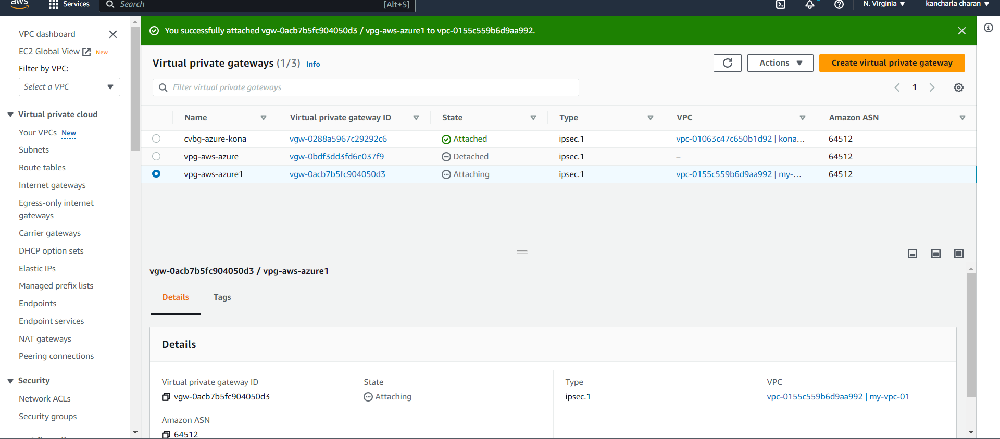 aws
Services
Search
[Alt+S]
N. Virginia
kancharla charan
VPC dashboard
EC2 Global View New
Filter by VPC:
Select a VPC
Virtual private cloud
Your VPCs New
Subnets
Route tables
Internet gateways
Egress-only internet
gateways
Carrier gateways
DHCP option sets
Elastic IPs
Managed prefix lists
Endpoints
Endpoint services
NAT gateways
Peering connections
Security
Network ACLs
Security groups
You successfully attached vgw-0acb7b5fc904050d3 / vpg-aws-azure1 to vpc-0155c559b6d9aa992.
Virtual private gateways (1/3) Info
Actions
Create virtual private gateway
Filter virtual private gateways
1
Name Virtual private gateway ID State Type VPC Amazon ASN
cvbg-azure-kona vgw-0288a5967c29292c6 Attached ipsec.1 vpc-01063c47c650b1d92 | kona... 64512
vpg-aws-azure vgw-0bdf3dd3fd6e037f9 Detached ipsec.1 – 64512
vpg-aws-azure1 vgw-0acb7b5fc904050d3 Attaching ipsec.1 vpc-0155c559b6d9aa992 | my-... 64512
vgw-0acb7b5fc904050d3 / vpg-aws-azure1
Details Tags
Details
Virtual private gateway ID
vgw-0acb7b5fc904050d3
State
Attaching
Type
ipsec.1
VPC
vpc-0155c559b6d9aa992 | my-vpc-01
Amazon ASN
64512